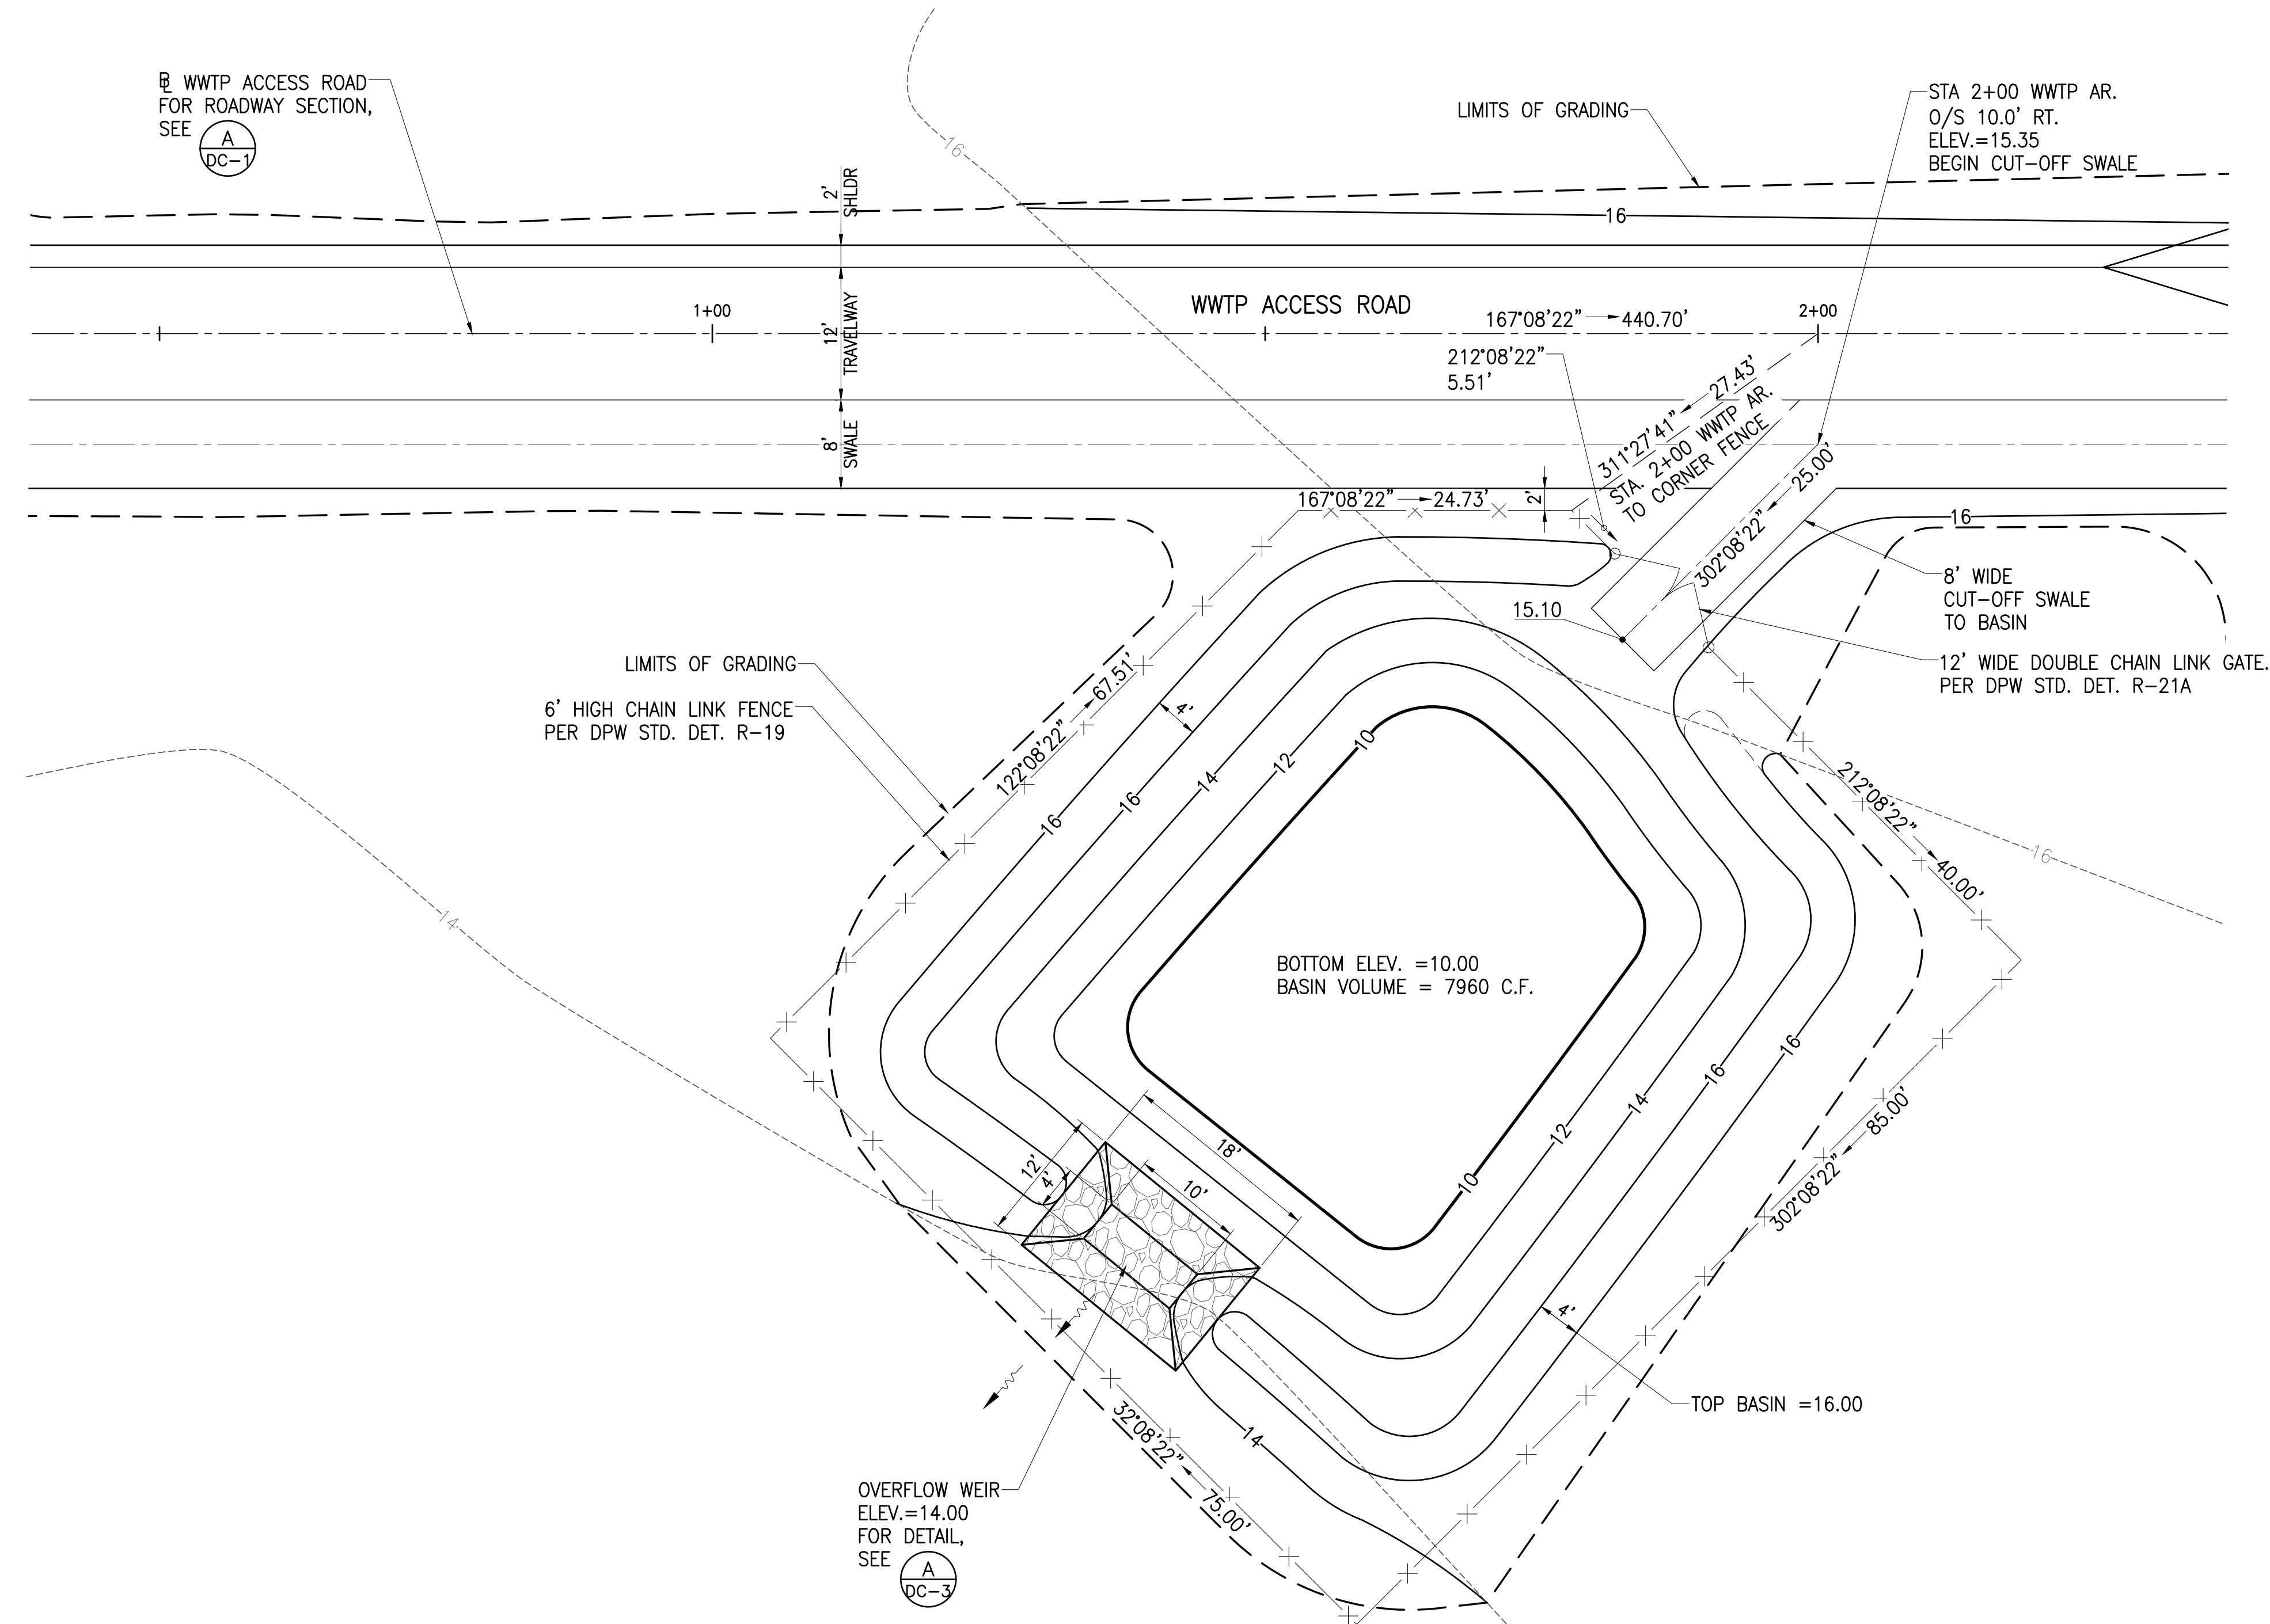 ℄ WWTP ACCESS ROAD
FOR ROADWAY SECTION,
SEE
A
DC-1
16
LIMITS OF GRADING
STA 2+00 WWTP AR.
O/S 10.0' RT.
ELEV.=15.35
BEGIN CUT-OFF SWALE
2'
SHLDR
16
12'
TRAVELWAY
8'
SWALE
1+00
WWTP ACCESS ROAD
167°08'22" 440.70'
2+00
212°08'22"
5.51'
311°27'41" 27.43'
STA. 2+00 WWTP AR.
TO CORNER FENCE
167°08'22" 24.73'
2'
302°08'22" 25.00'
16
8' WIDE
CUT-OFF SWALE
TO BASIN
15.10
12' WIDE DOUBLE CHAIN LINK GATE.
PER DPW STD. DET. R-21A
LIMITS OF GRADING
6' HIGH CHAIN LINK FENCE
PER DPW STD. DET. R-19
122°08'22" 67.51'
4'
16
16
14
12
10
212°08'22" 40.00'
16
14
BOTTOM ELEV. =10.00
BASIN VOLUME = 7960 C.F.
16
16
14
12
10
302°08'22" 85.00'
18'
12'
4'
10'
4'
TOP BASIN =16.00
14
32°08'22" 75.00'
OVERFLOW WEIR
ELEV.=14.00
FOR DETAIL,
SEE
A
DC-3